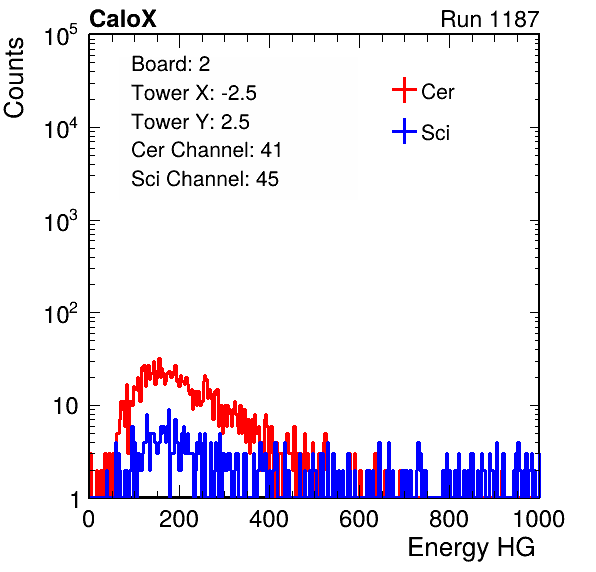 CaloX Run 1187
Counts
Board: 2
Tower X: -2.5
Tower Y: 2.5
Cer Channel: 41
Sci Channel: 45
Cer
Sci
10^5
10^4
10^3
10^2
10
1
0 200 400 600 800 1000
Energy HG